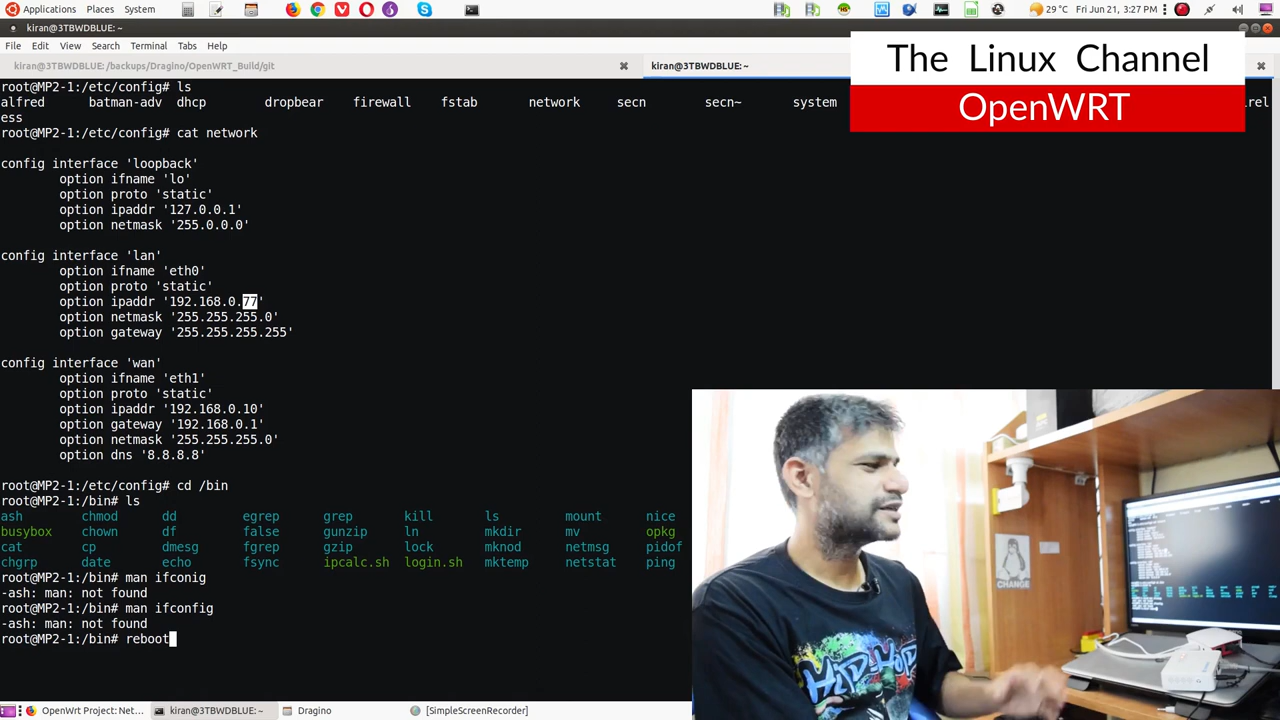 Applications Places System
29 °C Fri Jun 21, 3:27 PM
kiran@3TBWDBLUE: ~
File Edit View Search Terminal Tabs Help
The Linux Channel
OpenWRT
kiran@3TBWDBLUE: /backups/Dragino/OpenWRT_Build/git
kiran@3TBWDBLUE: ~
root@MP2-1:/etc/config# ls
alfred batman-adv dhcp dropbear firewall fstab network secn secn~ system rel
ess
root@MP2-1:/etc/config# cat network
config interface 'loopback'
option ifname 'lo'
option proto 'static'
option ipaddr '127.0.0.1'
option netmask '255.0.0.0'
config interface 'lan'
option ifname 'eth0'
option proto 'static'
option ipaddr '192.168.0.77'
option netmask '255.255.255.0'
option gateway '255.255.255.255'
config interface 'wan'
option ifname 'eth1'
option proto 'static'
option ipaddr '192.168.0.10'
option gateway '192.168.0.1'
option netmask '255.255.255.0'
option dns '8.8.8.8'
root@MP2-1:/etc/config# cd /bin
root@MP2-1:/bin# ls
ash chmod dd egrep grep kill ls mount nice
busybox chown df false gunzip ln mkdir mv opkg
cat cp dmesg fgrep gzip lock mknod netmsg pidof
chgrp date echo fsync ipcalc.sh login.sh mktemp netstat ping
root@MP2-1:/bin# man ifconig
-ash: man: not found
root@MP2-1:/bin# man ifconfig
-ash: man: not found
root@MP2-1:/bin# reboot
CHANGE
OpenWrt Project: Net...
kiran@3TBWDBLUE: ~
Dragino
[SimpleScreenRecorder]